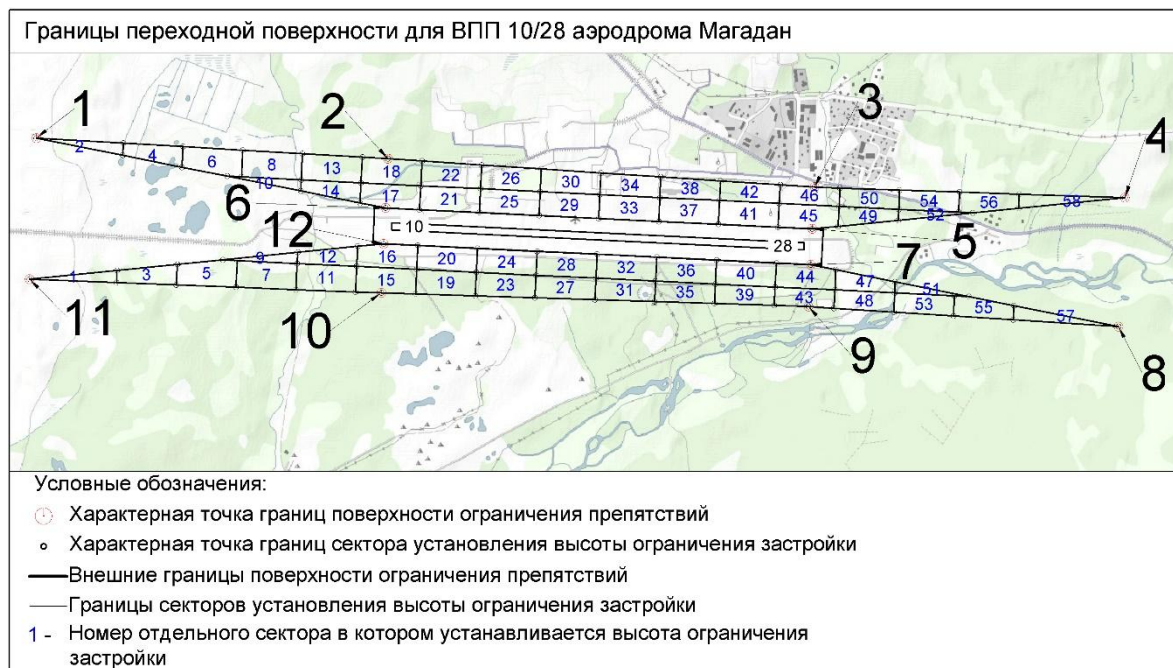 Границы переходной поверхности для ВПП 10/28 аэродрома Магадан
1
2
3
4
2 4 6 8 13 18 22 26 30 34 38 42 46 50 54 56 58
10 14 17 21 25 29 33 37 41 45 49 52
6
12
10
28
5
7
9 12 16 20 24 28 32 36 40 44 47 51
1 3 5 7 11 15 19 23 27 31 35 39 43 48 53 55 57
11
10
9
8
Условные обозначения:
Характерная точка границ поверхности ограничения препятствий
Характерная точка границ сектора установления высоты ограничения застройки
Внешние границы поверхности ограничения препятствий
Границы секторов установления высоты ограничения застройки
1 - Номер отдельного сектора в котором устанавливается высота ограничения
застройки